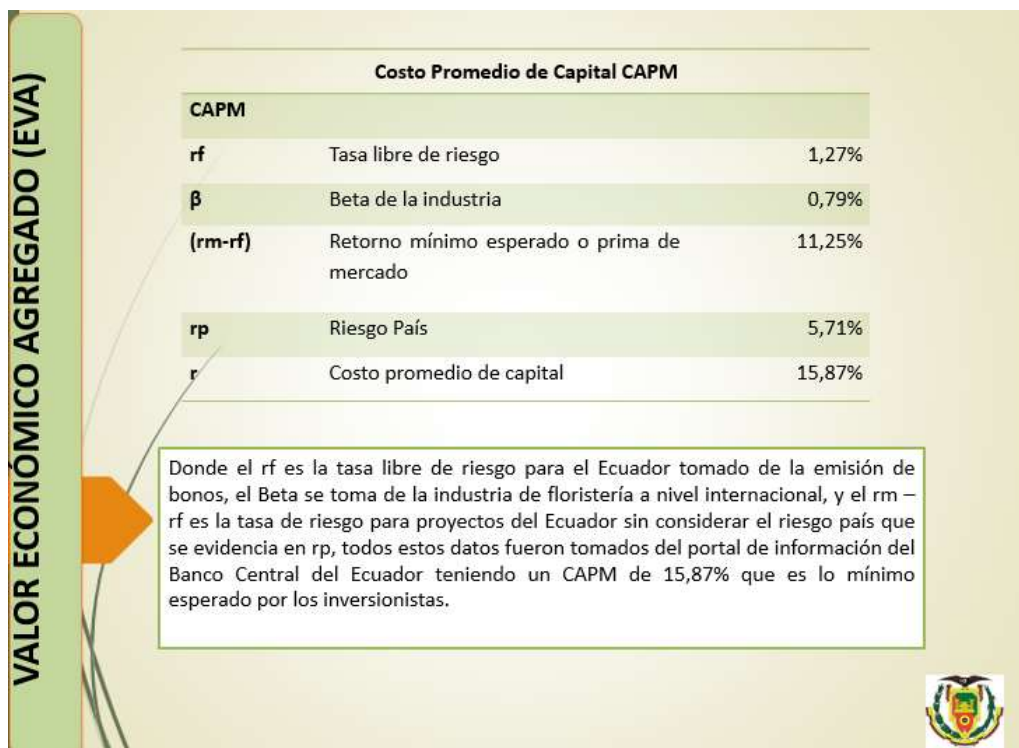 VALOR ECONÓMICO AGREGADO (EVA)
Costo Promedio de Capital CAPM
CAPM
rf Tasa libre de riesgo 1,27%
β Beta de la industria 0,79%
(rm-rf) Retorno mínimo esperado o prima de 11,25%
mercado
rp Riesgo País 5,71%
r Costo promedio de capital 15,87%
Donde el rf es la tasa libre de riesgo para el Ecuador tomado de la emisión de
bonos, el Beta se toma de la industria de floristería a nivel internacional, y el rm –
rf es la tasa de riesgo para proyectos del Ecuador sin considerar el riesgo país que
se evidencia en rp, todos estos datos fueron tomados del portal de información del
Banco Central del Ecuador teniendo un CAPM de 15,87% que es lo mínimo
esperado por los inversionistas.